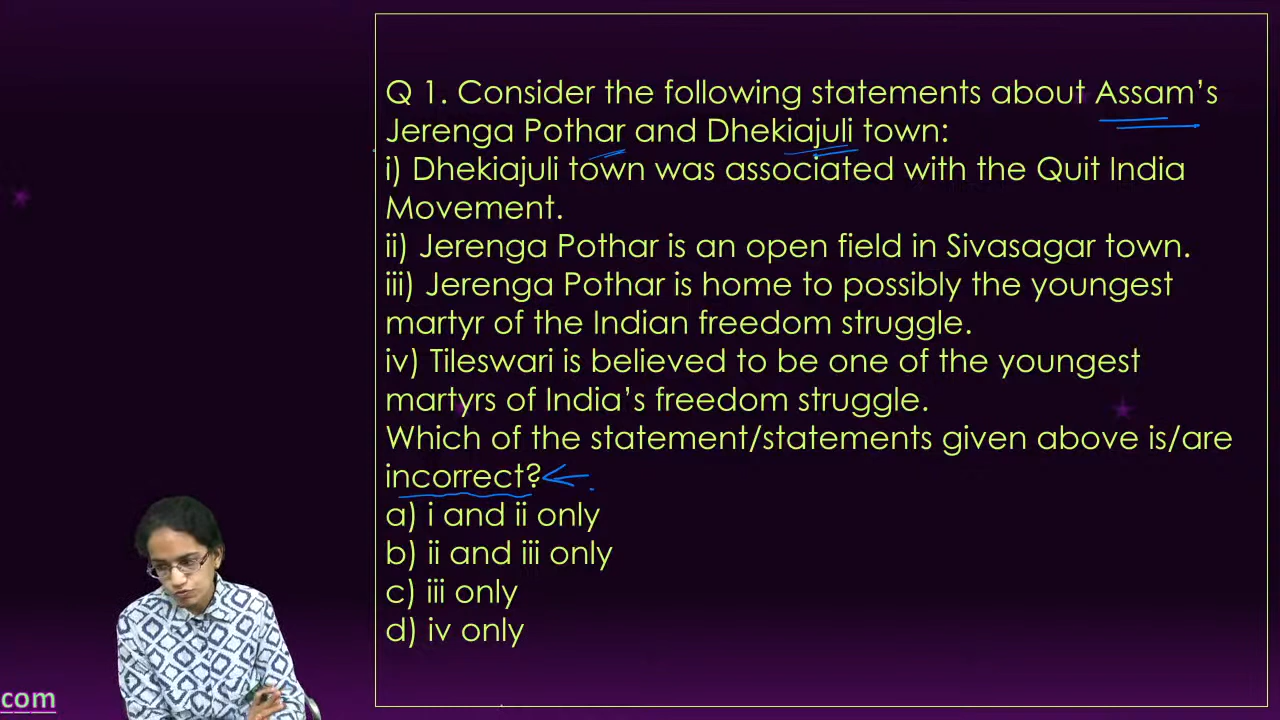 Q 1. Consider the following statements about Assam's
Jerenga Pothar and Dhekiajuli town:
i) Dhekiajuli town was associated with the Quit India
Movement.
ii) Jerenga Pothar is an open field in Sivasagar town.
iii) Jerenga Pothar is home to possibly the youngest
martyr of the Indian freedom struggle.
iv) Tileswari is believed to be one of the youngest
martyrs of India's freedom struggle.
Which of the statement/statements given above is/are
incorrect?
a) i and ii only
b) ii and iii only
c) iii only
d) iv only
com